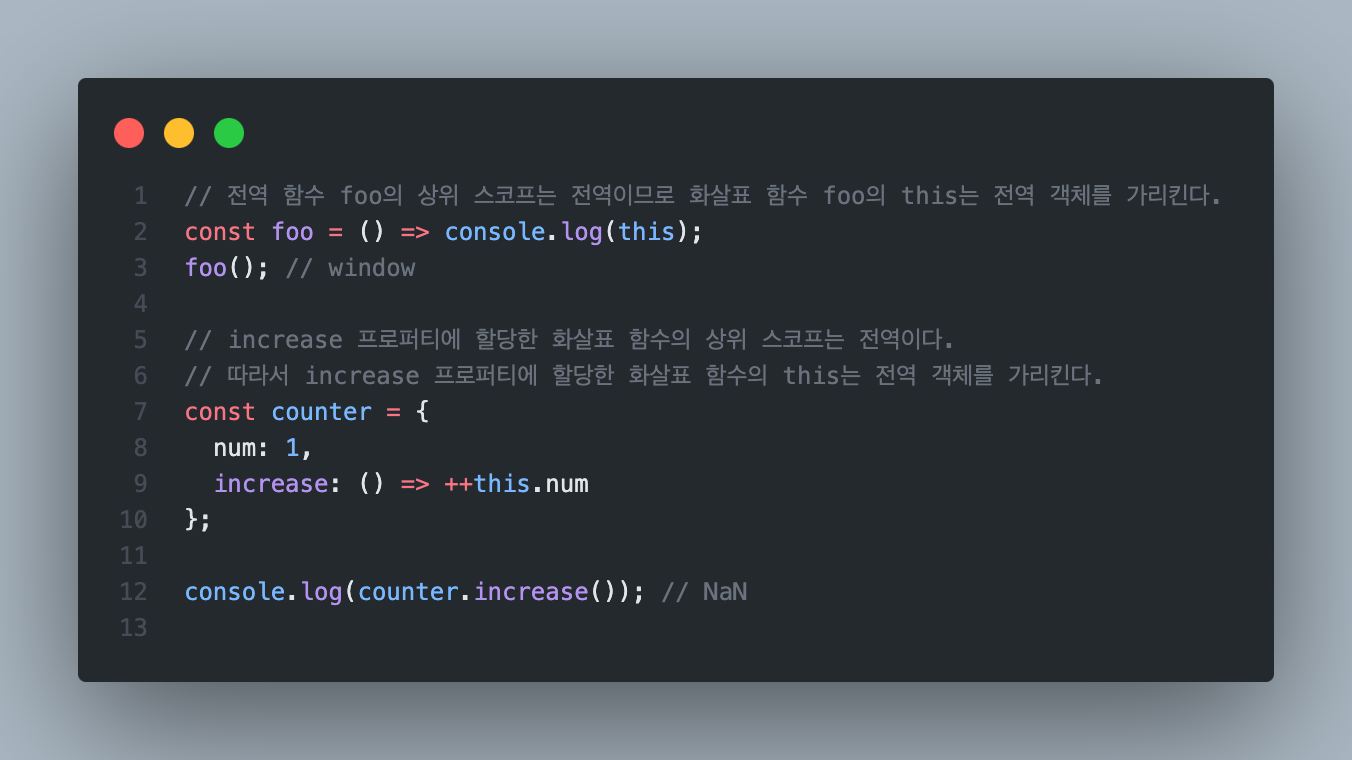 1 // 전역 함수 foo의 상위 스코프는 전역이므로 화살표 함수 foo의 this는 전역 객체를 가리킨다.
2 const foo = () => console.log(this);
3 foo(); // window
4
5 // increase 프로퍼티에 할당한 화살표 함수의 상위 스코프는 전역이다.
6 // 따라서 increase 프로퍼티에 할당한 화살표 함수의 this는 전역 객체를 가리킨다.
7 const counter = {
8   num: 1,
9   increase: () => ++this.num
10 };
11
12 console.log(counter.increase()); // NaN
13